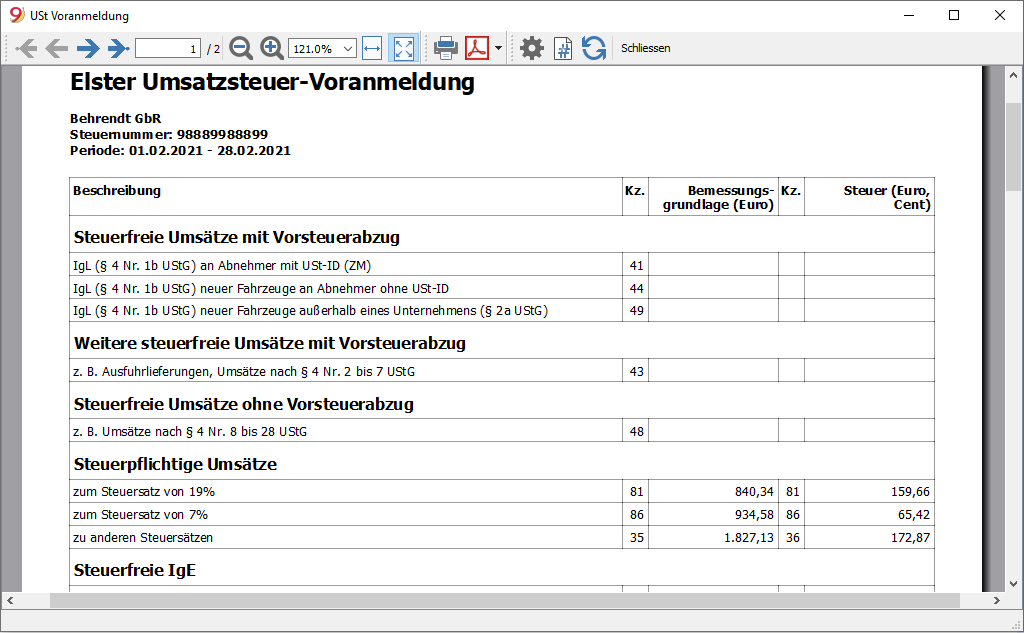 USt Voranmeldung
1 / 2 121.0% Schliessen
Elster Umsatzsteuer-Voranmeldung
Behrendt GbR
Steuernummer: 98889988899
Periode: 01.02.2021 - 28.02.2021
Beschreibung Kz. Bemessungs- Kz. Steuer (Euro,
grundlage (Euro) Cent)
Steuerfreie Umsätze mit Vorsteuerabzug
IgL (§ 4 Nr. 1b UStG) an Abnehmer mit USt-ID (ZM) 41
IgL (§ 4 Nr. 1b UStG) neuer Fahrzeuge an Abnehmer ohne USt-ID 44
IgL (§ 4 Nr. 1b UStG) neuer Fahrzeuge außerhalb eines Unternehmens (§ 2a UStG) 49
Weitere steuerfreie Umsätze mit Vorsteuerabzug
z. B. Ausfuhrlieferungen, Umsätze nach § 4 Nr. 2 bis 7 UStG 43
Steuerfreie Umsätze ohne Vorsteuerabzug
z. B. Umsätze nach § 4 Nr. 8 bis 28 UStG 48
Steuerpflichtige Umsätze
zum Steuersatz von 19% 81 840,34 81 159,66
zum Steuersatz von 7% 86 934,58 86 65,42
zu anderen Steuersätzen 35 1.827,13 36 172,87
Steuerfreie IgE